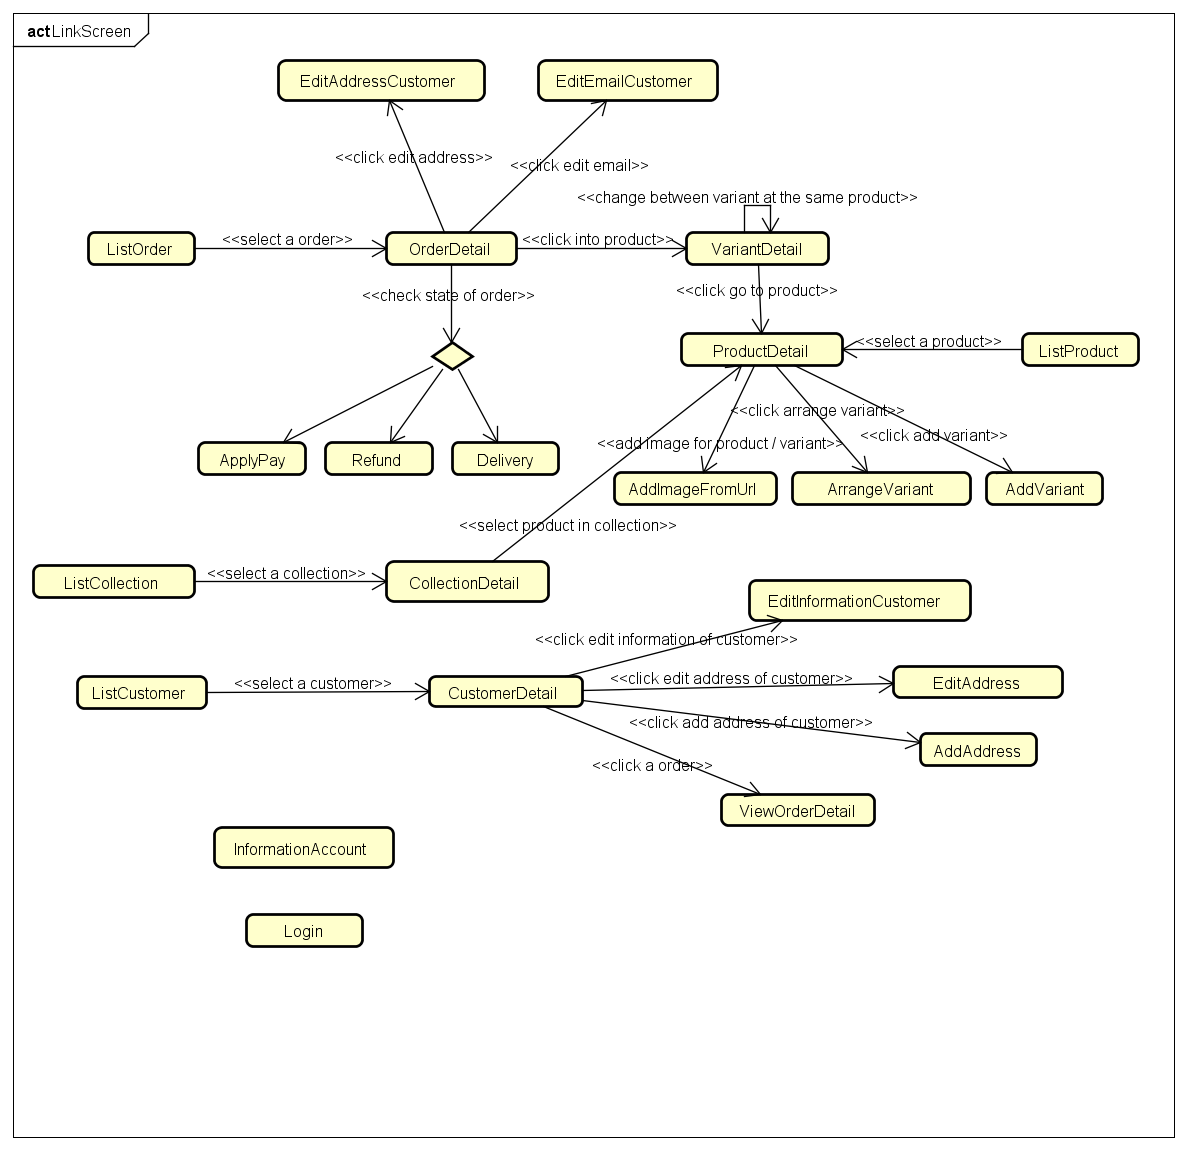 act LinkScreen
EditAddressCustomer
EditEmailCustomer
<<click edit address>>
<<click edit email>>
<<change between variant at the same product>>
ListOrder
<<select a order>>
OrderDetail
<<click into product>>
VariantDetail
<<check state of order>>
<<click go to product>>
ProductDetail
<<select a product>>
ListProduct
<<click arrange variant>>
<<click add variant>>
<<add image for product / variant>>
ApplyPay
Refund
Delivery
AddImageFromUrl
ArrangeVariant
AddVariant
<<select product in collection>>
ListCollection
<<select a collection>>
CollectionDetail
EditInformationCustomer
<<click edit information of customer>>
ListCustomer
<<select a customer>>
CustomerDetail
<<click edit address of customer>>
EditAddress
<<click add address of customer>>
AddAddress
<<click a order>>
ViewOrderDetail
InformationAccount
Login